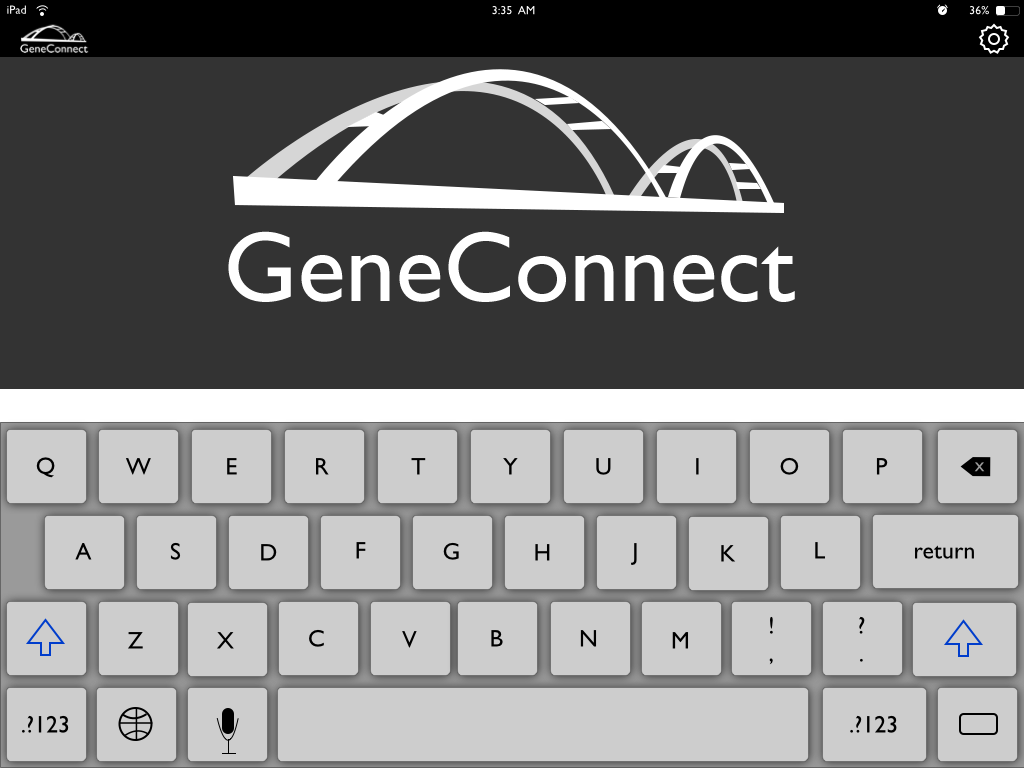 iPad 3:35 AM 36%
GeneConnect
GeneConnect
Q W E R T Y U I O P X
A S D F G H J K L return
Z X C V B N M ! ?
, .
.?123 .?123